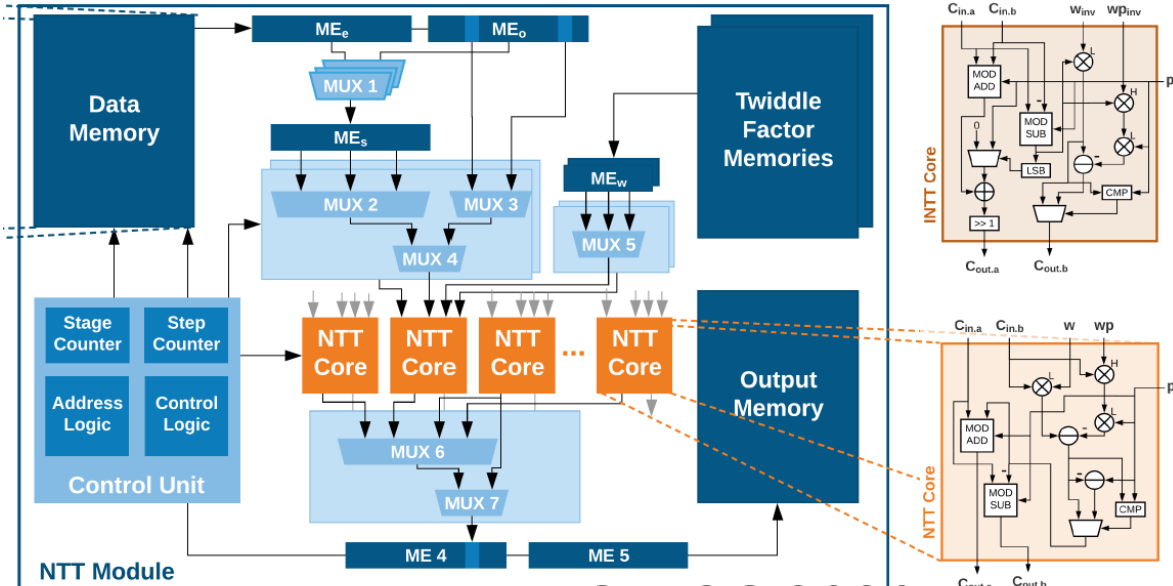 Data
Memory
MEe
MEo
MUX 1
MEs
MUX 2
MUX 3
MUX 4
MEw
MUX 5
Twiddle
Factor
Memories
Stage
Counter
Step
Counter
Address
Logic
Control
Logic
Control Unit
NTT
Core
NTT
Core
NTT
Core
...
NTT
Core
MUX 6
MUX 7
ME 4
ME 5
Output
Memory
NTT Module
Cin.a
Cin.b
winv
wpinv
L
MOD
ADD
p
-
H
MOD
SUB
0
L
-
LSB
CMP
>> 1
INTT Core
Cout.a
Cout.b
Cin.a
Cin.b
w
wp
H
L
p
L
MOD
ADD
-
-
-
MOD
SUB
CMP
NTT Core
Cout.a
Cout.b